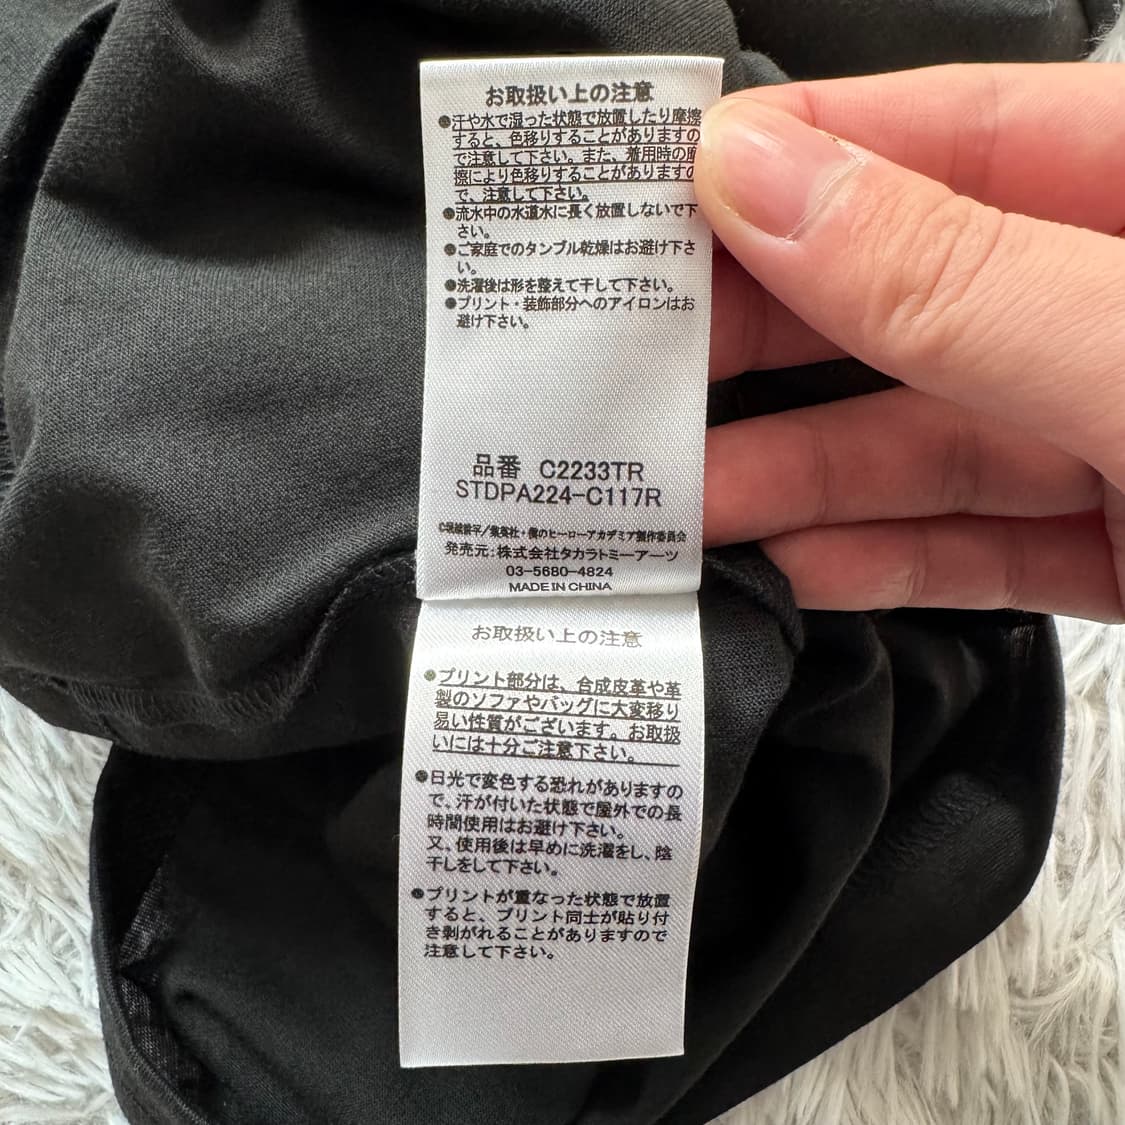 お取扱い上の注意
●汗や水で湿った状態で放置したり摩擦
すると、色移りすることがありますの
で注意して下さい。また、着用時の摩
擦により色移りすることがありますの
で、注意して下さい。
●流水中の水道水に長く放置しないで下
さい。
●ご家庭でのタンブル乾燥はお避け下さ
い。
●洗濯後は形を整えて干して下さい。
●プリント・装飾部分へのアイロンはお
避け下さい。
品番 C2233TR
STDPA224-C117R
©堀越耕平/集英社・僕のヒーローアカデミア製作委員会
発売元:株式会社タカラトミーアーツ
03-5680-4824
MADE IN CHINA
お取扱い上の注意
●プリント部分は、合成皮革や革
製のソファやバッグに大変移り
易い性質がございます。お取扱
いには十分ご注意下さい。
●日光で変色する恐れがありますの
で、汗が付いた状態で屋外での長
時間使用はお避け下さい。
又、使用後は早めに洗濯をし、陰
干しをして下さい。
●プリントが重なった状態で放置
すると、プリント同士が貼り付
き剥がれることがありますので
注意して下さい。